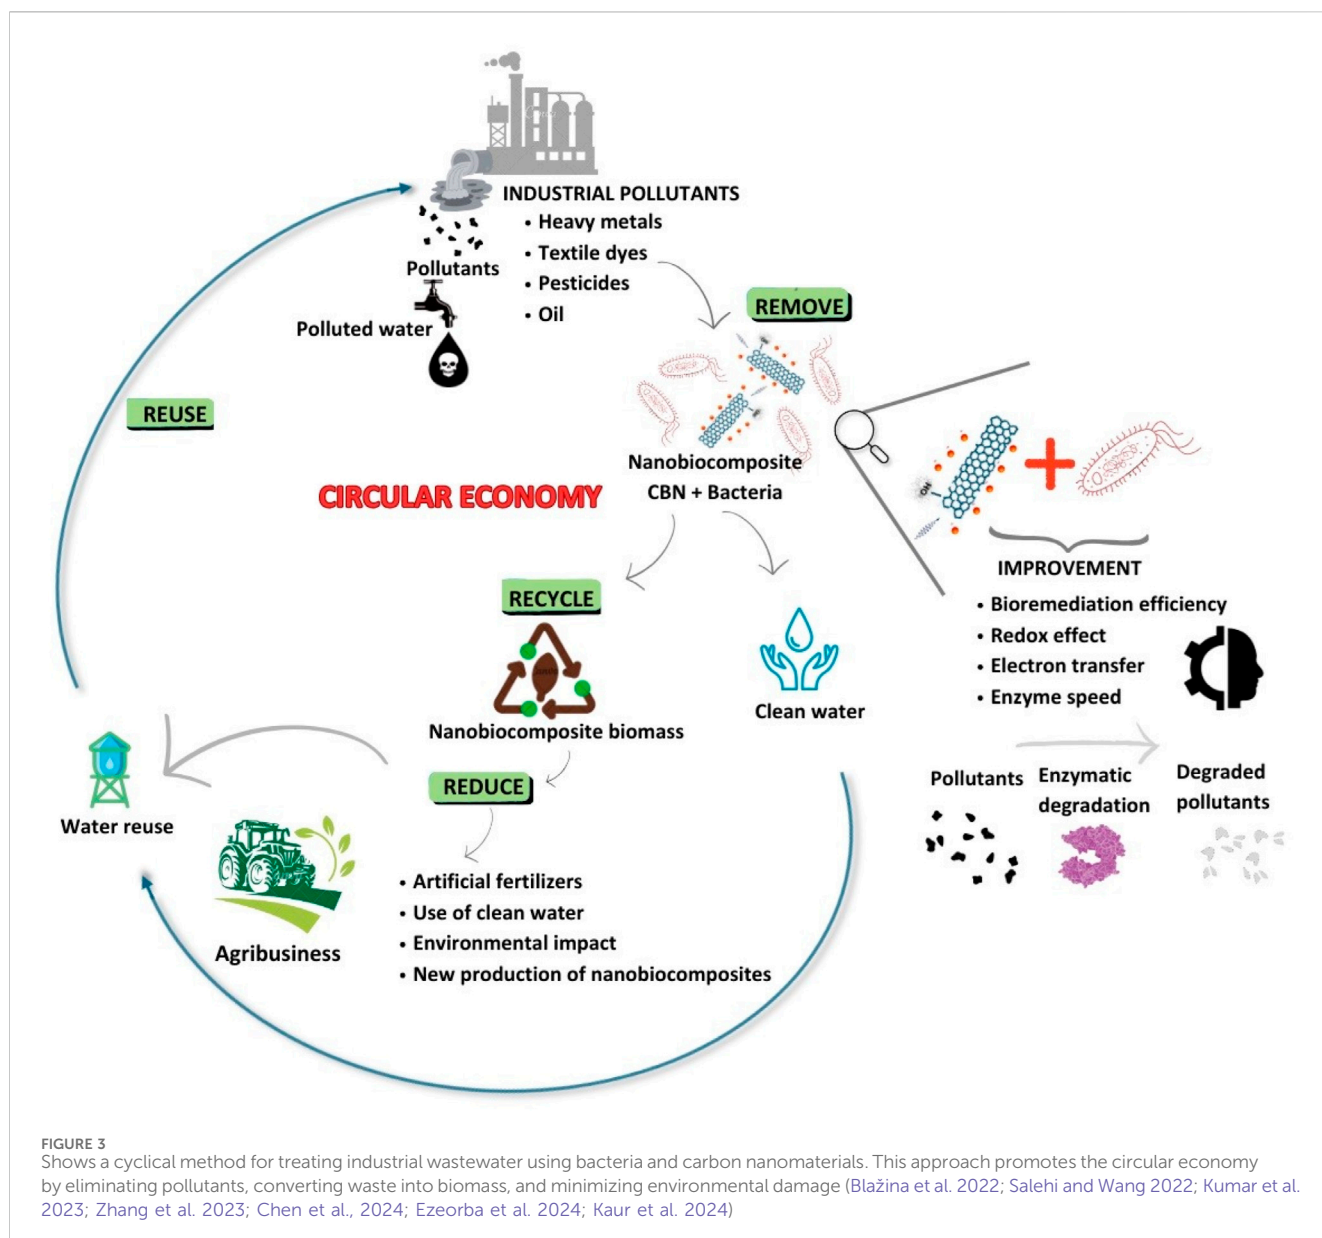 INDUSTRIAL POLLUTANTS
• Heavy metals
• Textile dyes
• Pesticides
• Oil
Pollutants
Polluted water
REMOVE
REUSE
Nanobiocomposite
CBN + Bacteria
CIRCULAR ECONOMY
OH
IMPROVEMENT
• Bioremediation efficiency
• Redox effect
• Electron transfer
• Enzyme speed
RECYCLE
Nanobiocomposite biomass
Clean water
REDUCE
Pollutants
Enzymatic
degradation
Degraded
pollutants
Water reuse
Agribusiness
• Artificial fertilizers
• Use of clean water
• Environmental impact
• New production of nanobiocomposites
FIGURE 3
Shows a cyclical method for treating industrial wastewater using bacteria and carbon nanomaterials. This approach promotes the circular economy
by eliminating pollutants, converting waste into biomass, and minimizing environmental damage (Blažina et al. 2022; Salehi and Wang 2022; Kumar et al.
2023; Zhang et al. 2023; Chen et al., 2024; Ezeorba et al. 2024; Kaur et al. 2024)